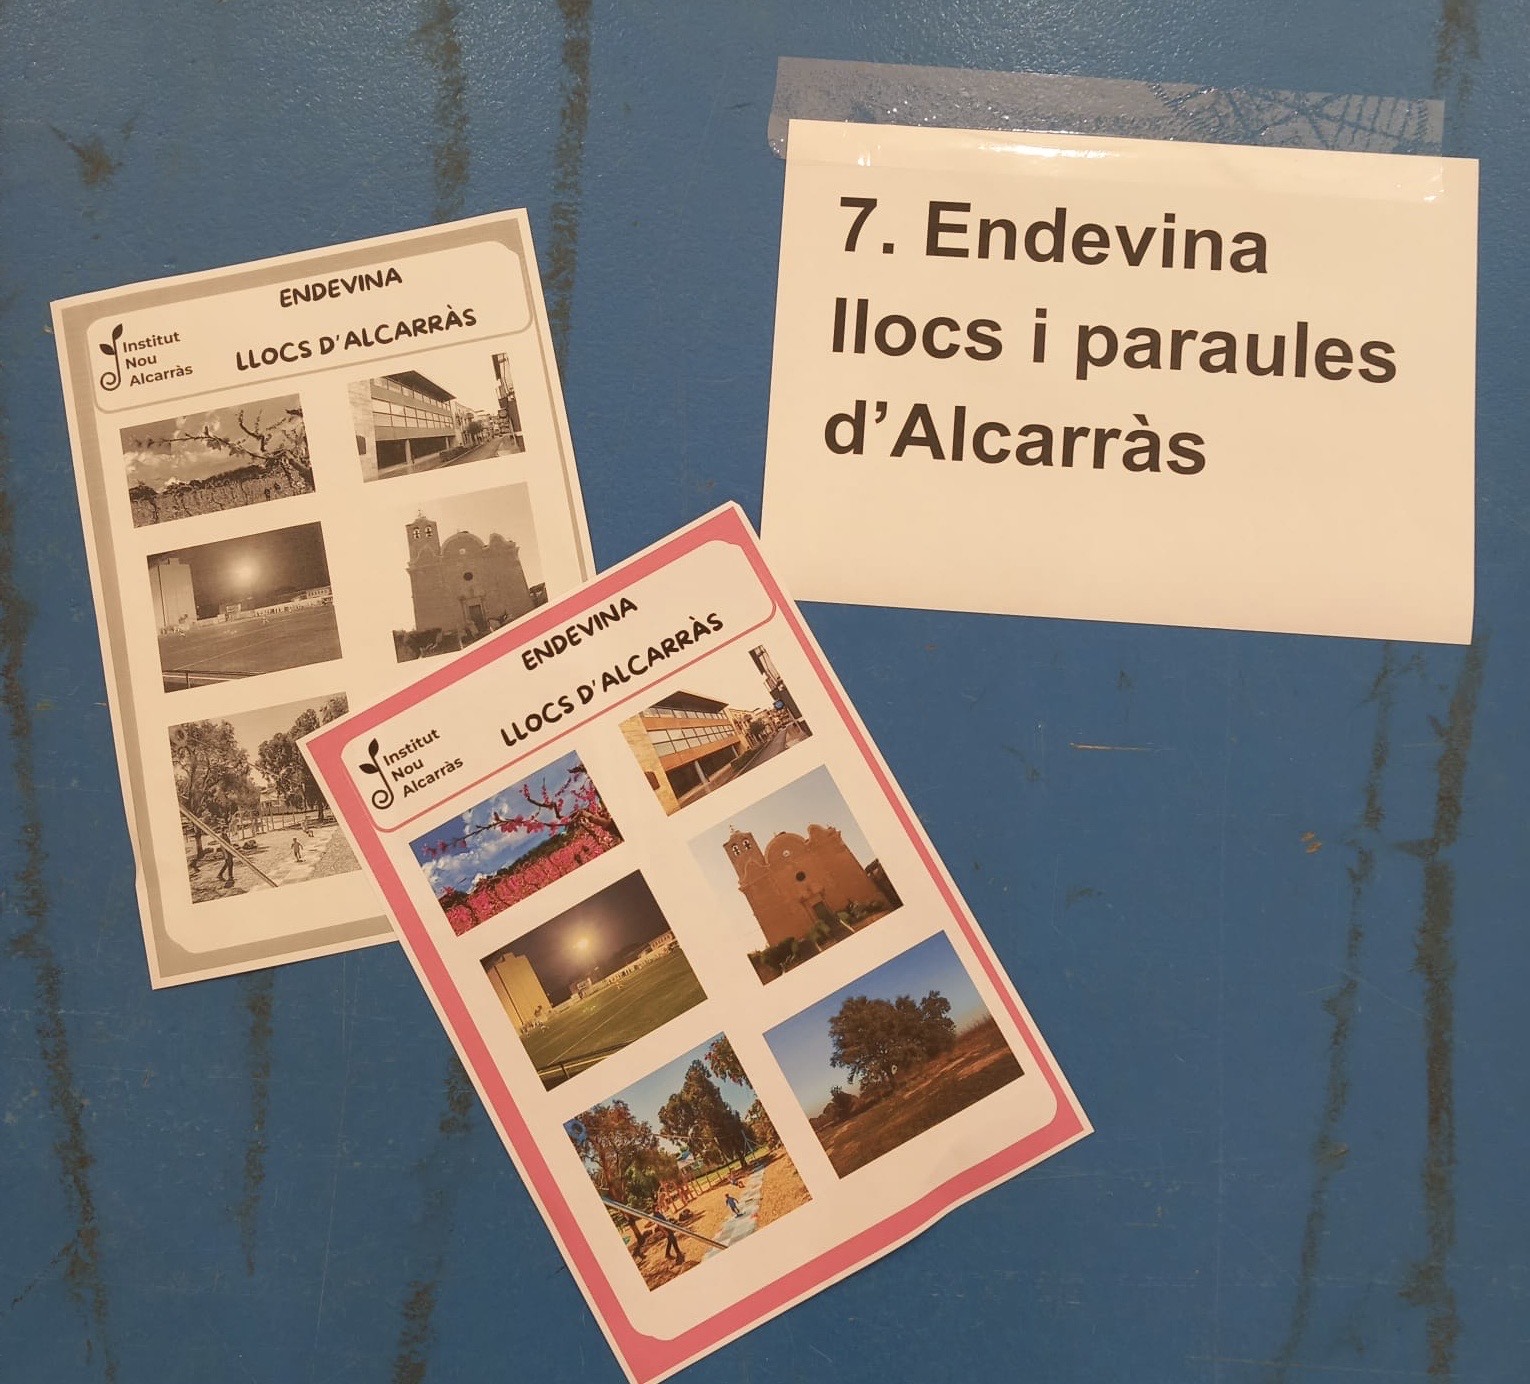 7. Endevina
llocs i paraules
d'Alcarràs
ENDEVINA
LLOCS D'ALCARRÀS
Institut
Nou
Alcarràs
ENDEVINA
LLOCS D'ALCARRÀS
Institut
Nou
Alcarràs